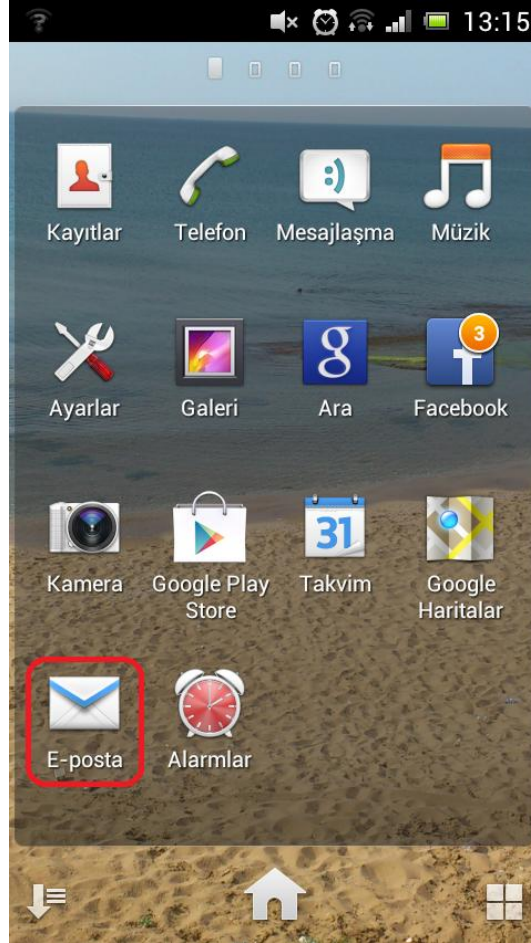 13:15
Kayıtlar
Telefon
Mesajlaşma
Müzik
Ayarlar
Galeri
g
Ara
3
f
Facebook
Kamera
Google Play
Store
31
Takvim
Google
Haritalar
E-posta
Alarmlar